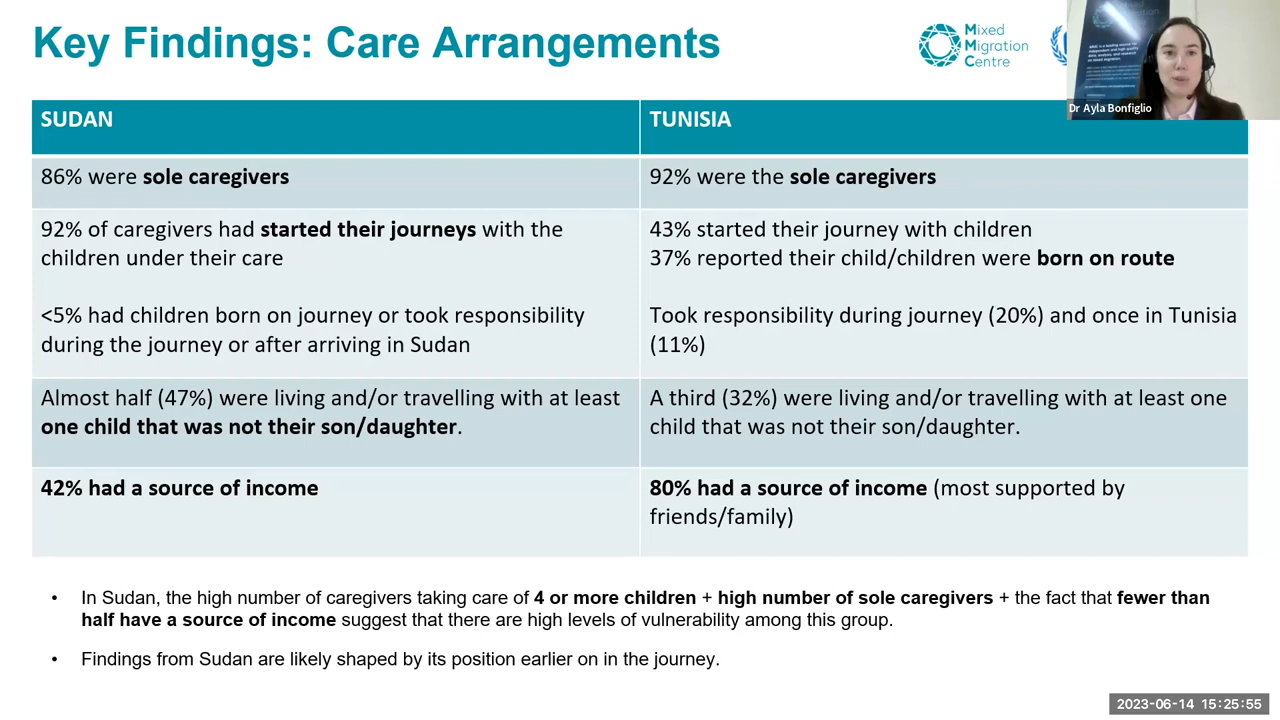 Key Findings: Care Arrangements
Mixed
Migration
Centre
Dr Ayla Bonfiglio
SUDAN
TUNISIA
86% were sole caregivers
92% were the sole caregivers
92% of caregivers had started their journeys with the
children under their care
<5% had children born on journey or took responsibility
during the journey or after arriving in Sudan
43% started their journey with children
37% reported their child/children were born on route
Took responsibility during journey (20%) and once in Tunisia
(11%)
Almost half (47%) were living and/or travelling with at least
one child that was not their son/daughter.
A third (32%) were living and/or travelling with at least one
child that was not their son/daughter.
42% had a source of income
80% had a source of income (most supported by
friends/family)
• In Sudan, the high number of caregivers taking care of 4 or more children + high number of sole caregivers + the fact that fewer than
half have a source of income suggest that there are high levels of vulnerability among this group.
• Findings from Sudan are likely shaped by its position earlier on in the journey.
2023-06-14 15:25:55